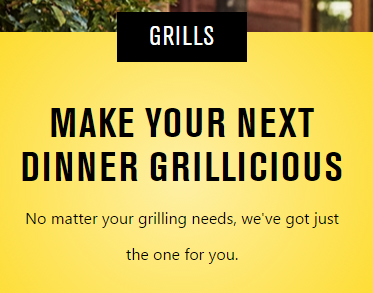 GRILLS
MAKE YOUR NEXT
DINNER GRILLICIOUS
No matter your grilling needs, we've got just
the one for you.